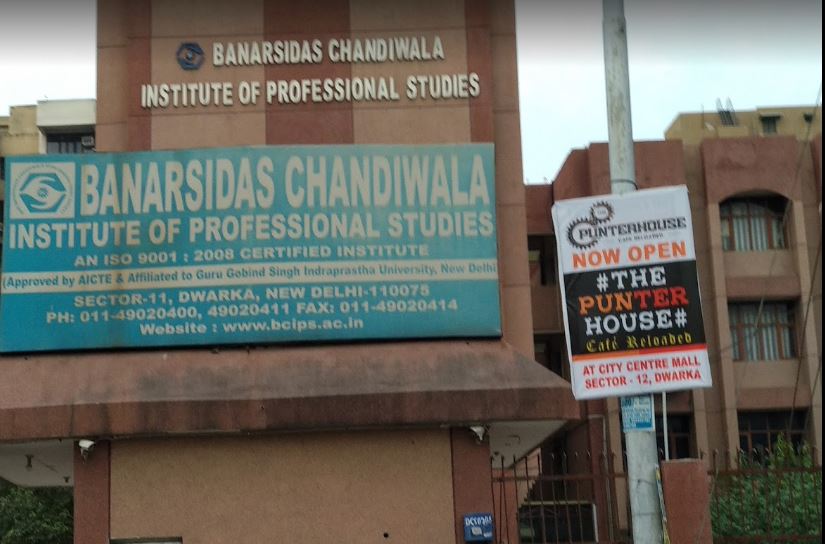 BANARSIDAS CHANDIWALA
INSTITUTE OF PROFESSIONAL STUDIES
BANARSIDAS CHANDIWALA
INSTITUTE OF PROFESSIONAL STUDIES
AN ISO 9001 : 2008 CERTIFIED INSTITUTE
(Approved by AICTE & Affiliated to Guru Gobind Singh Indraprastha University, New Delhi
SECTOR-11, DWARKA, NEW DELHI-110075
PH: 011-49020400, 49020411 FAX: 011-49020414
Website : www.bcips.ac.in
THE
PUNTERHOUSE
CAFE RELOADED
NOW OPEN
#THE
PUNTER
HOUSE#
Café Reloaded
AT CITY CENTRE MALL
SECTOR - 12, DWARKA